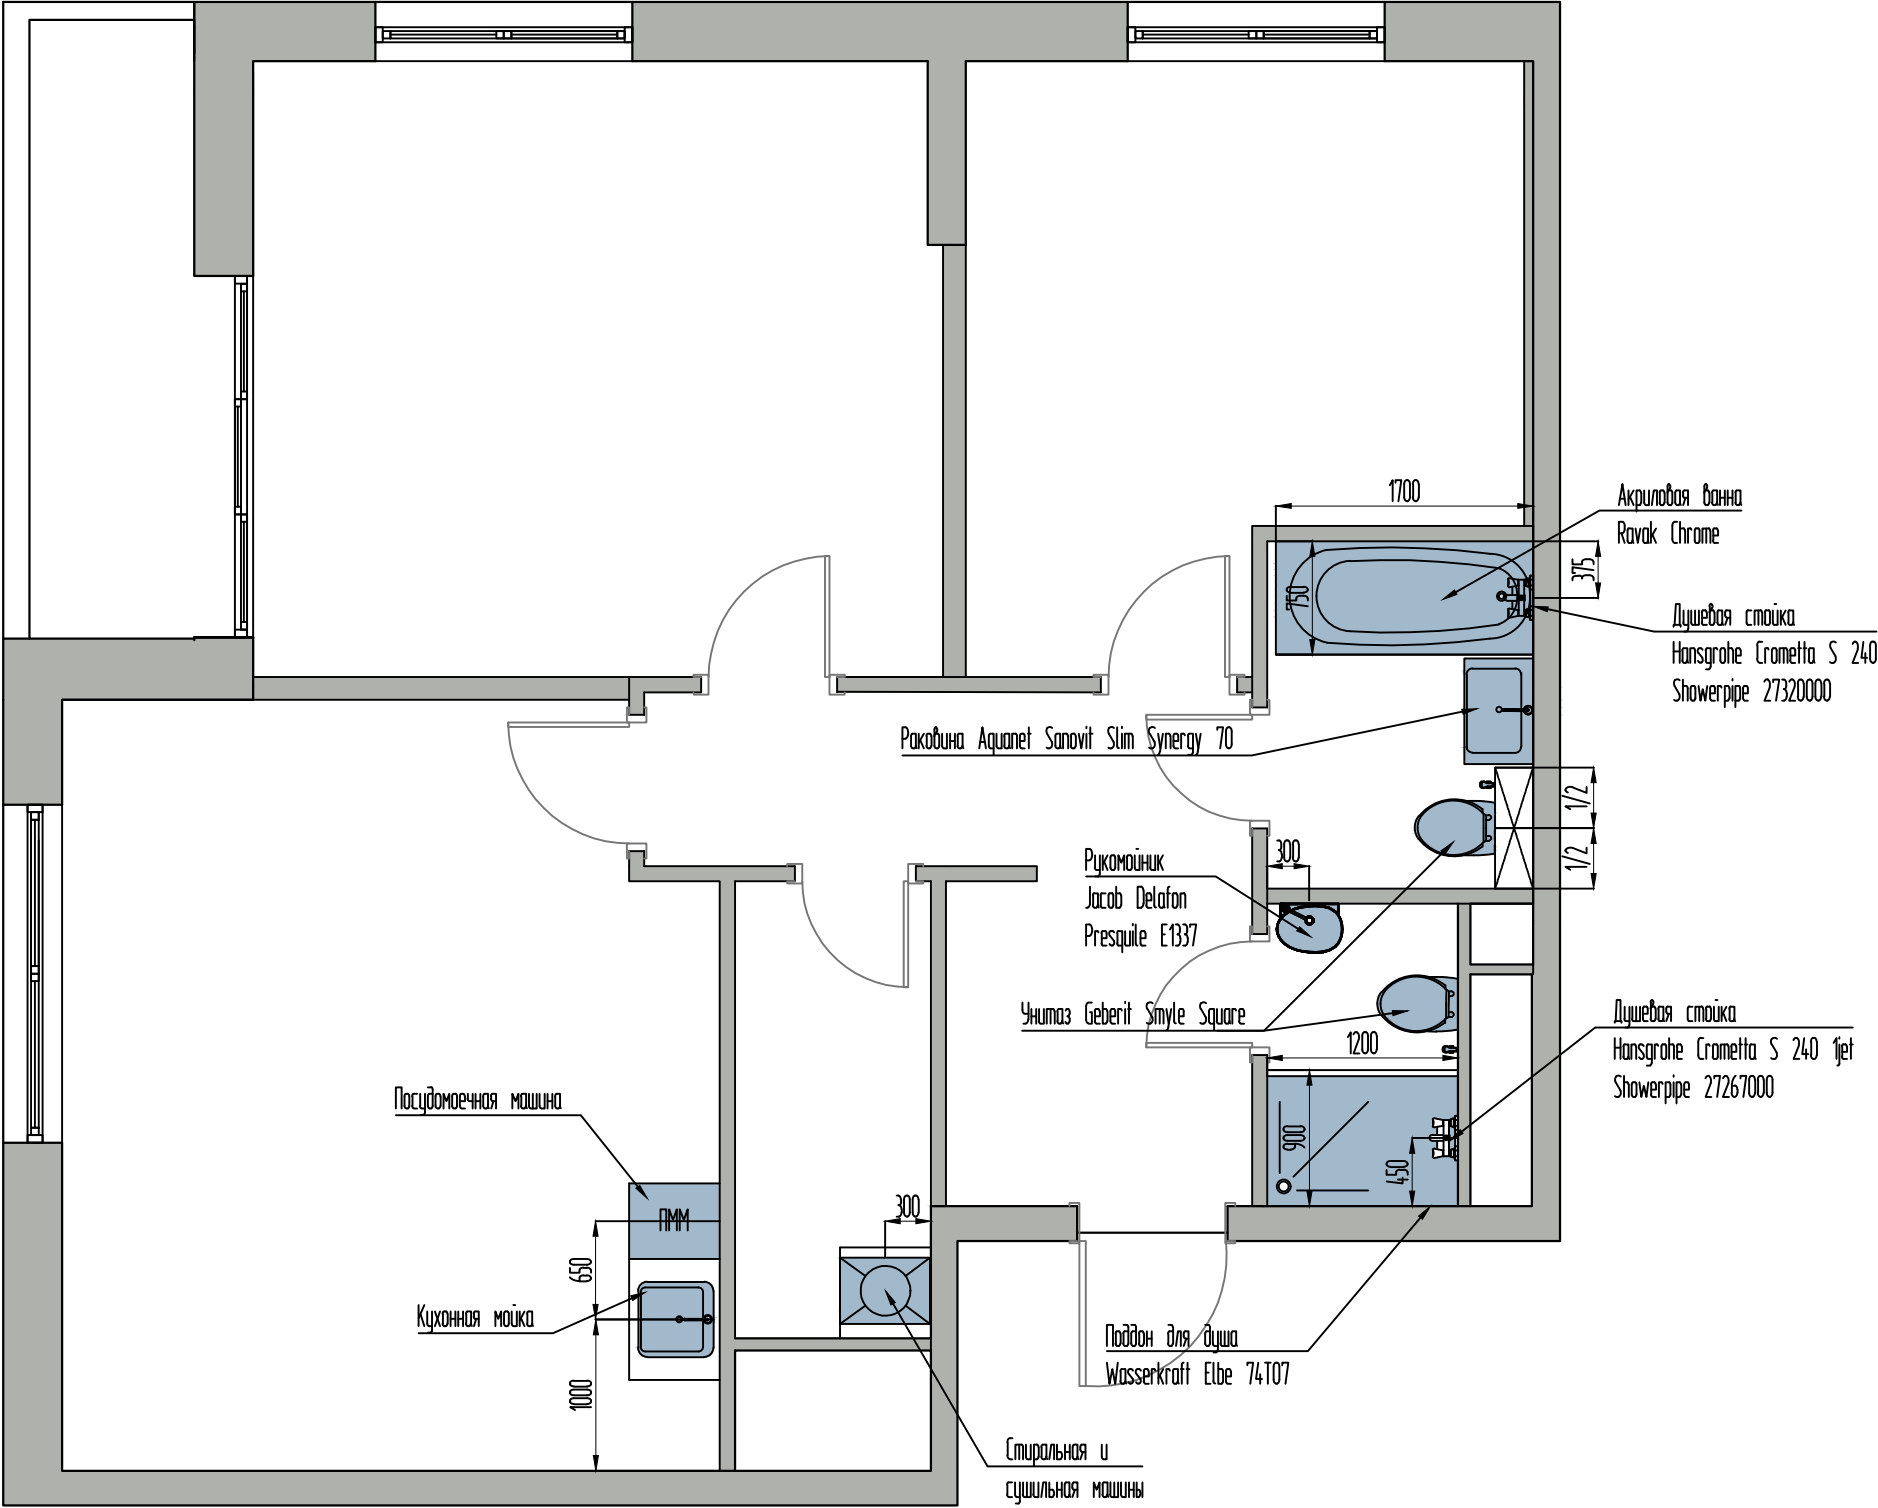 1700
Акриловая ванна
Ravak Chrome
375
750
Душевая стойка
Hansgrohe Crometta S 240
Showerpipe 27320000
Раковина Aquanet Sanovit Slim Synergy 70
1/2
1/2
300
Рукомойник
Jacob Delafon
Presquile E1337
Унитаз Geberit Smyle Square
1200
Душевая стойка
Hansgrohe Crometta S 240 1jet
Showerpipe 27267000
900
450
Посудомоечная машина
ПММ
300
650
Кухонная мойка
1000
Поддон для душа
Wasserkraft Elbe 74T07
Стиральная и
сушильная машины